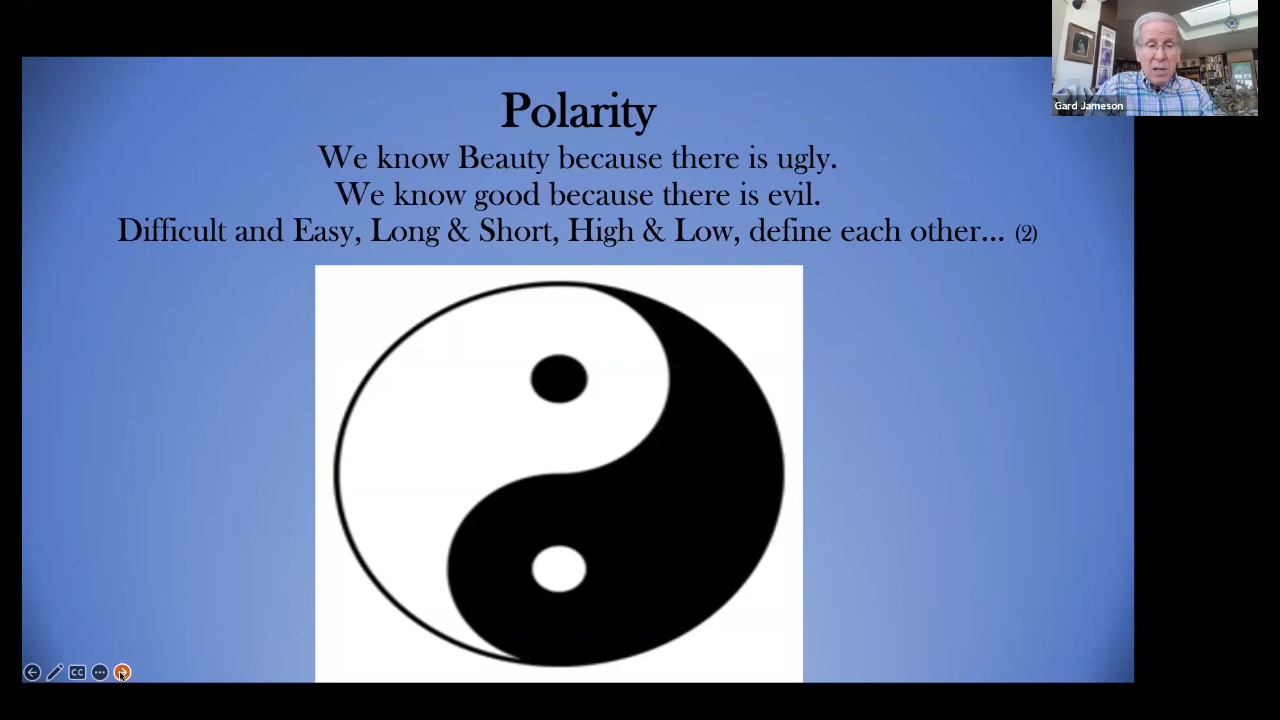 Polarity
We know Beauty because there is ugly.
We know good because there is evil.
Difficult and Easy, Long & Short, High & Low, define each other... (2)
Gard Jameson
CC